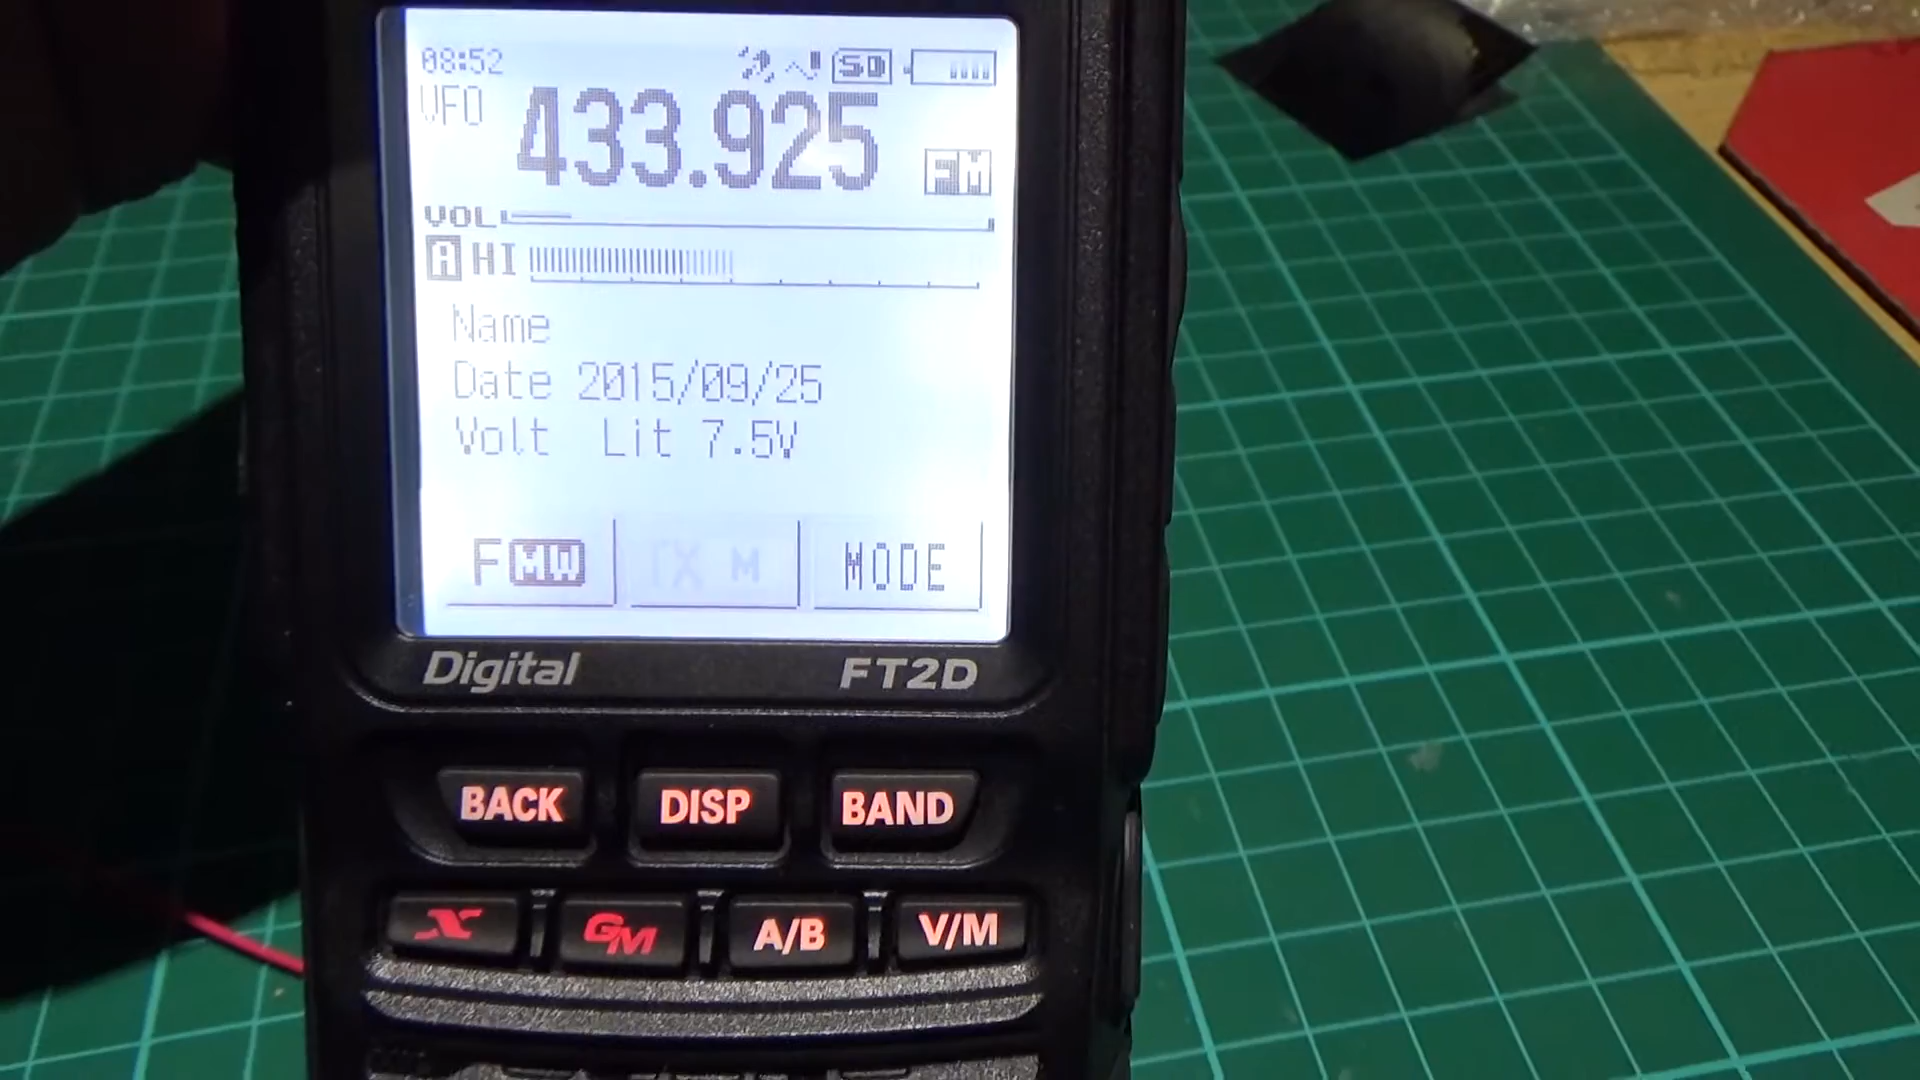 08:52 SD
VFO 433.925 FM
VOL
A HI
Name
Date 2015/09/25
Volt Lit 7.5V
F MW TX M MODE
Digital FT2D
BACK DISP BAND
X GM A/B V/M